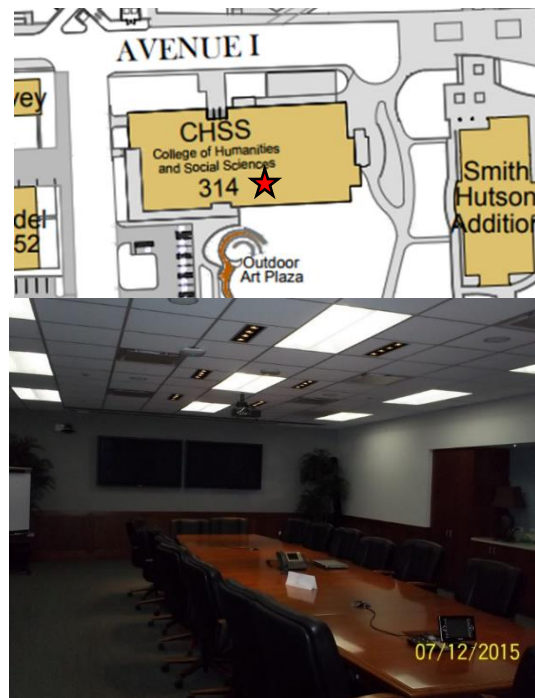 AVENUE I
vey
CHSS
College of Humanities
and Social Sciences
314
del
52
Smith
Hutson
Addition
Outdoor
Art Plaza
07/12/2015